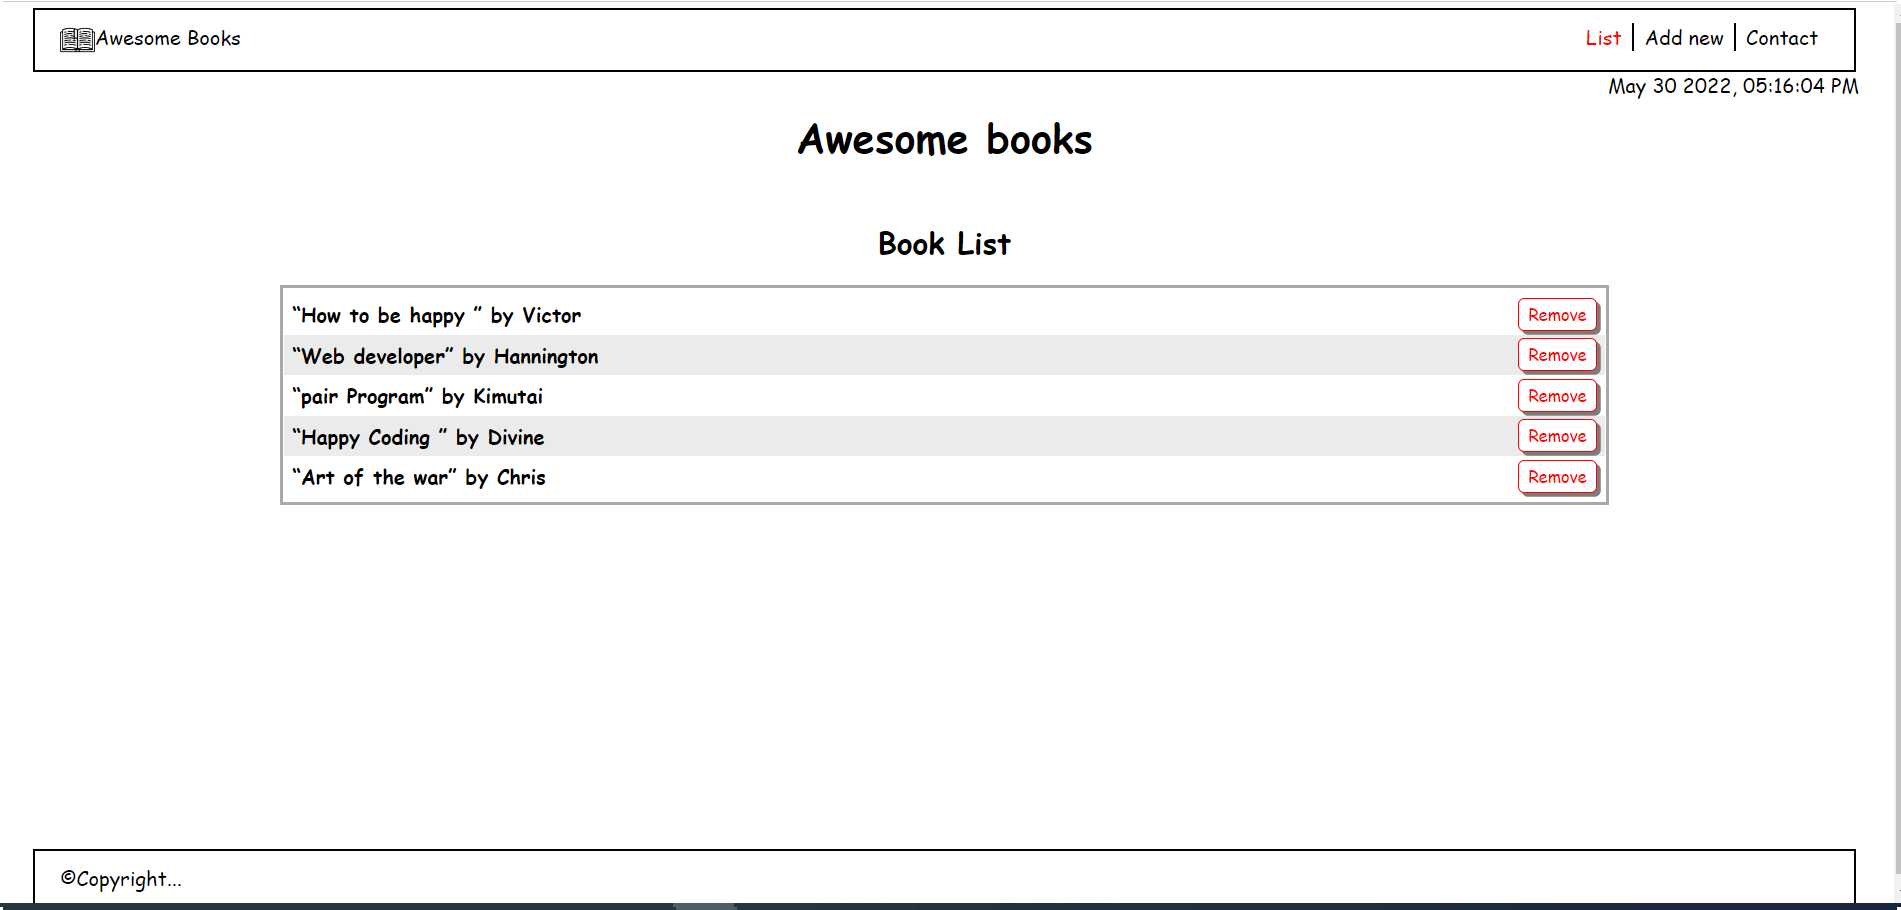 Awesome Books
List
Add new
Contact
May 30 2022, 05:16:04 PM
Awesome books
Book List
“How to be happy ” by Victor
Remove
“Web developer” by Hannington
Remove
“pair Program” by Kimutai
Remove
“Happy Coding ” by Divine
Remove
“Art of the war” by Chris
Remove
©Copyright...